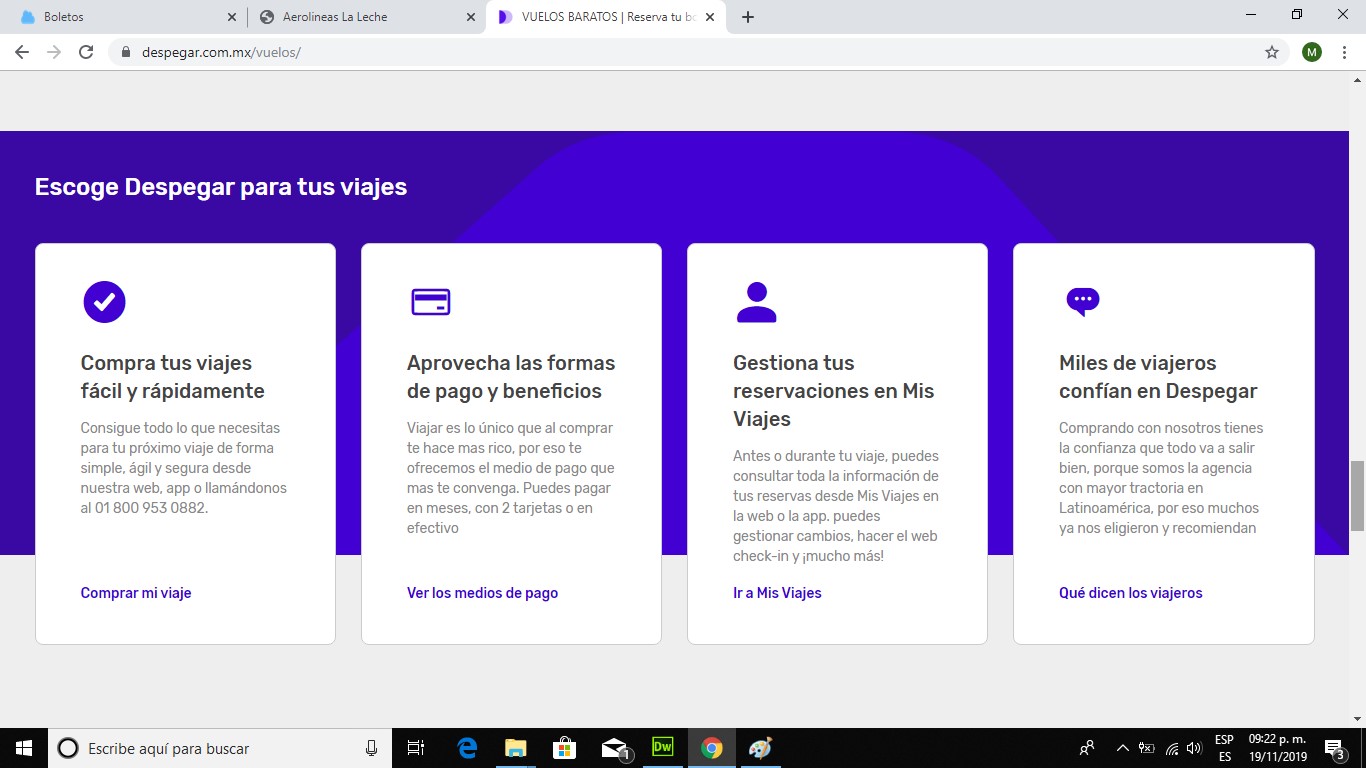 Boletos
Aerolineas La Leche
VUELOS BARATOS | Reserva tu bo
despegar.com.mx/vuelos/
M
Escoge Despegar para tus viajes
Compra tus viajes
fácil y rápidamente
Consigue todo lo que necesitas
para tu próximo viaje de forma
simple, ágil y segura desde
nuestra web, app o llamándonos
al 01 800 953 0882.
Comprar mi viaje
Aprovecha las formas
de pago y beneficios
Viajar es lo único que al comprar
te hace mas rico, por eso te
ofrecemos el medio de pago que
mas te convenga. Puedes pagar
en meses, con 2 tarjetas o en
efectivo
Ver los medios de pago
Gestiona tus
reservaciones en Mis
Viajes
Antes o durante tu viaje, puedes
consultar toda la información de
tus reservas desde Mis Viajes en
la web o la app. puedes
gestionar cambios, hacer el web
check-in y ¡mucho más!
Ir a Mis Viajes
Miles de viajeros
confían en Despegar
Comprando con nosotros tienes
la confianza que todo va a salir
bien, porque somos la agencia
con mayor tractoria en
Latinoamérica, por eso muchos
ya nos eligieron y recomiendan
Qué dicen los viajeros
Escribe aquí para buscar
1
Dw
ESP
ES
09:22 p. m.
19/11/2019
3